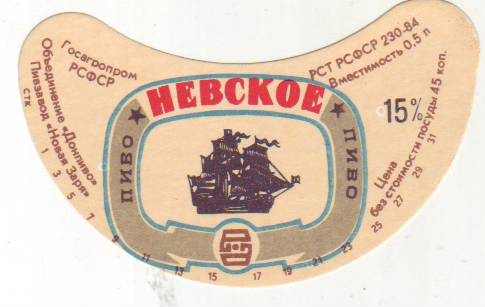 Госагропром
РСФСР
Объединение «Донпиво»
Пивзавод «Новая Заря»
стк
НЕВСКОЕ
ПИВО
ПИВО
РСТ РСФСР 230-84
Вместимость 0,5 л
15%
Цена
без стоимости посуды 45 коп.
1 3 5 7 9 11 13 15 17 19 21 23 25 27 29 31